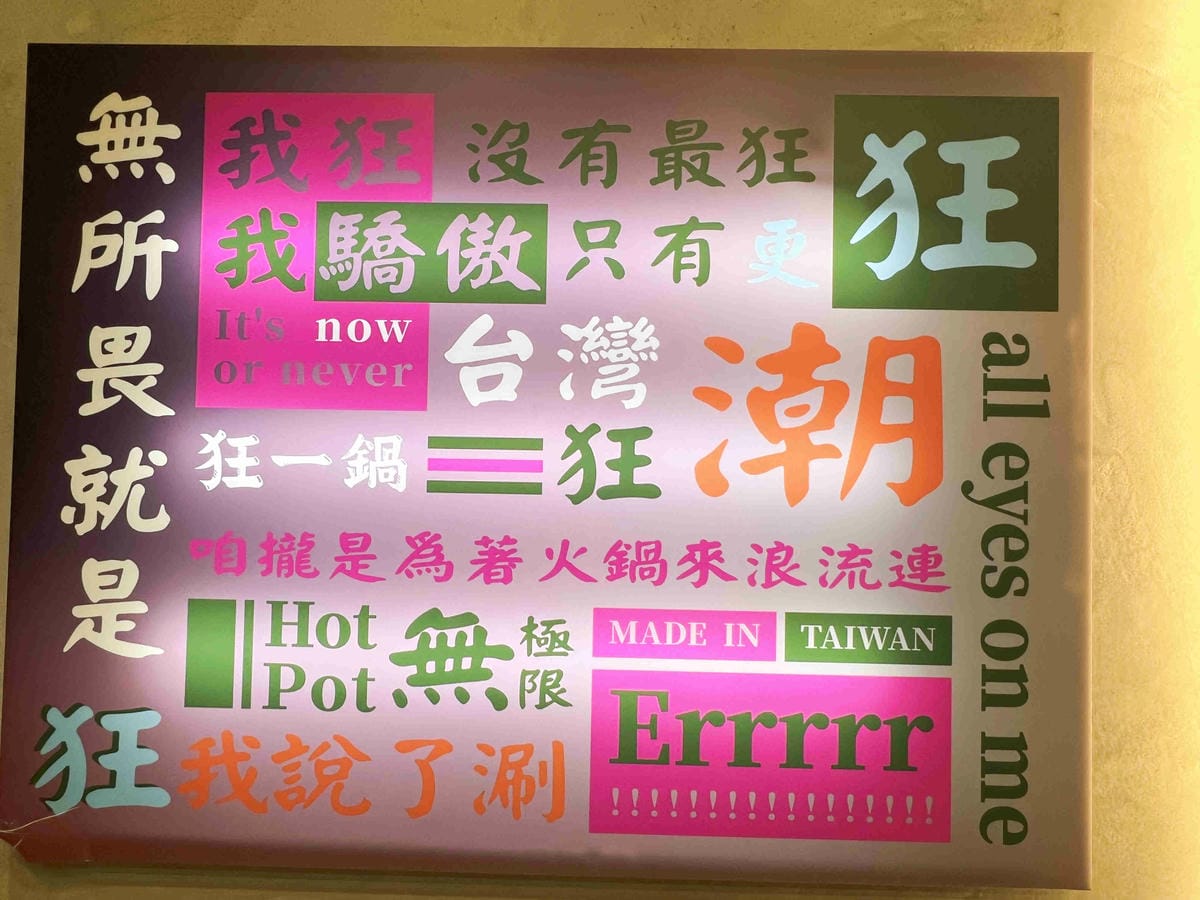 無所畏就是狂
我狂
我驕傲
It's now
or never
沒有最狂
只有更狂
台灣潮
狂一鍋
狂
咱攏是為著火鍋來浪流連
Hot
Pot
無極限
我說了涮
MADE IN TAIWAN
Errrrrr
!!!!!!!!!!!!!!!!!!
all eyes on me